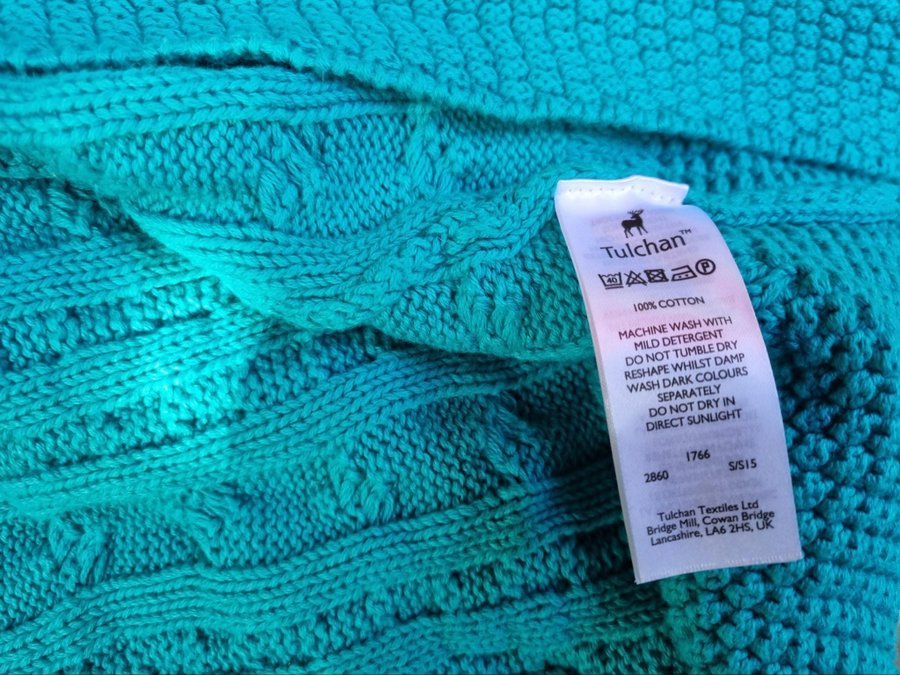 Tulchan™
40 P
100% COTTON
MACHINE WASH WITH
MILD DETERGENT
DO NOT TUMBLE DRY
RESHAPE WHILST DAMP
WASH DARK COLOURS
SEPARATELY
DO NOT DRY IN
DIRECT SUNLIGHT
1766
2860 S/S15
Tulchan Textiles Ltd
Bridge Mill, Cowan Bridge
Lancashire, LA6 2HS, UK